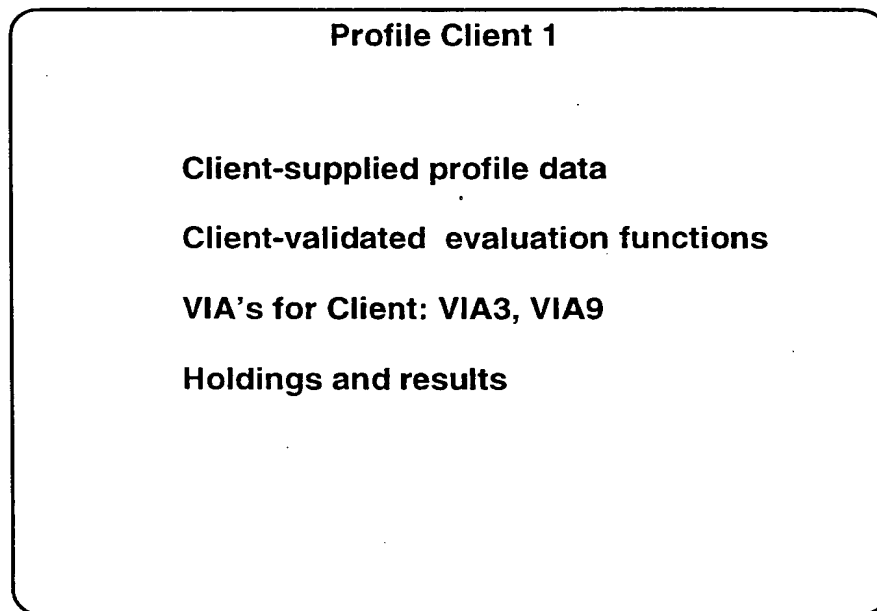 Profile Client 1
Client-supplied profile data
Client-validated evaluation functions
VIA's for Client: VIA3, VIA9
Holdings and results